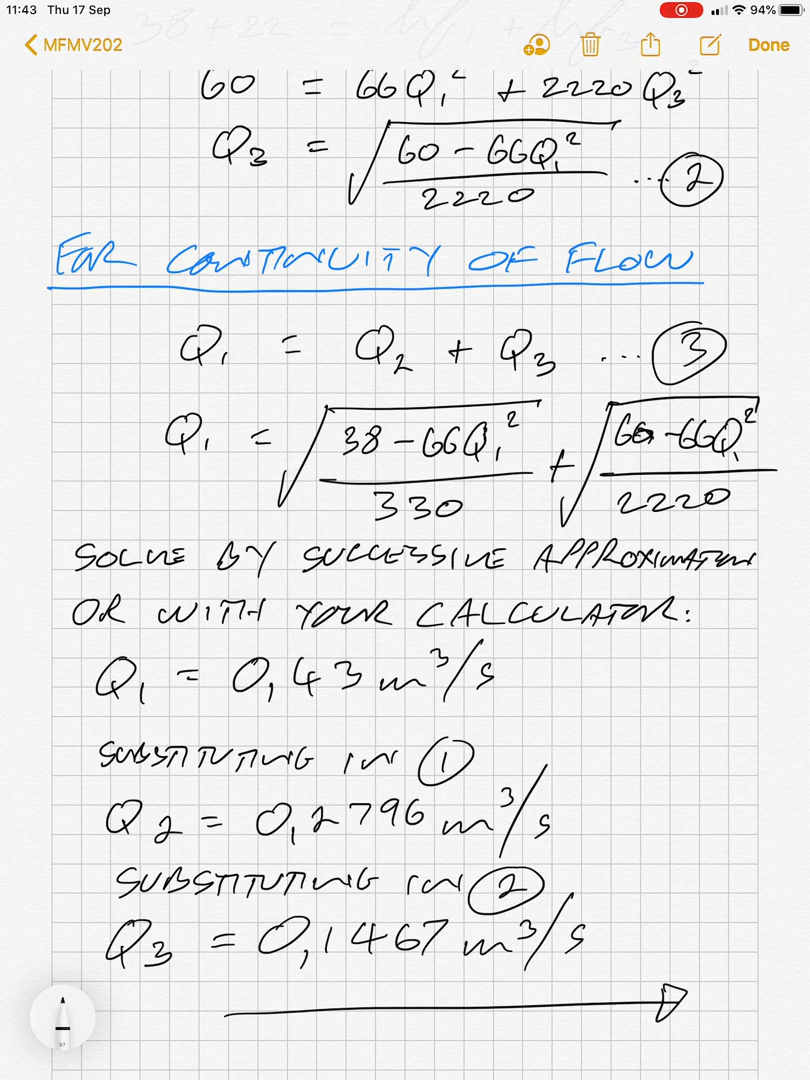 11:43 Thu 17 Sep 94%
MFMV202 Done
38 + 22 =
60 = 66Q₁² + 2220Q₃²
Q₃ = √((60 - 66Q₁²)/2220) ... ②
FOR CONTINUITY OF FLOW
Q₁ = Q₂ + Q₃ ... ③
Q₁ = √((38 - 66Q₁²)/330) + √((60 - 66Q₁²)/2220)
SOLVE BY SUCCESSIVE APPROXIMATION
OR WITH YOUR CALCULATOR:
Q₁ = 0,43 m³/s
SUBSTITUTING IN ①
Q₂ = 0,2796 m³/s
SUBSTITUTING IN ②
Q₃ = 0,1467 m³/s
97